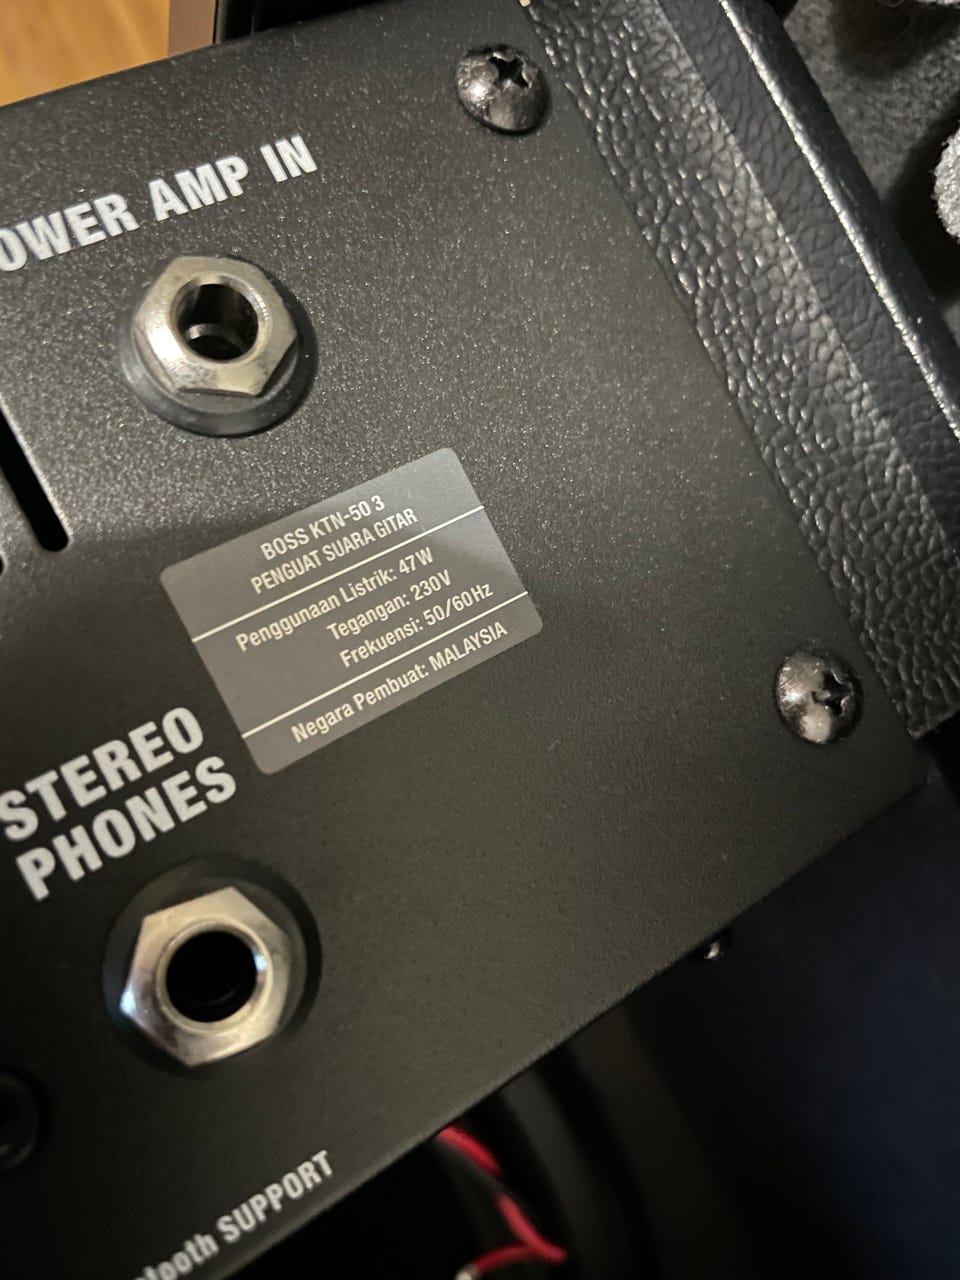 OWER AMP IN
BOSS KTN-50 3
PENGUAT SUARA GITAR
Penggunaan Listrik: 47W
Tegangan: 230V
Frekuensi: 50/60Hz
Negara Pembuat: MALAYSIA
STEREO
PHONES
SUPPORT